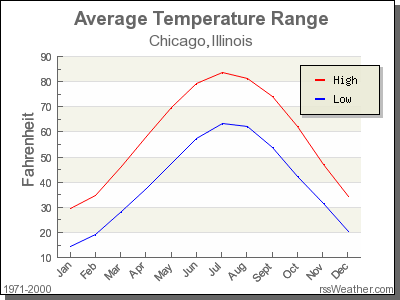 Average Temperature Range
Chicago, Illinois
High
Low
Fahrenheit
90
80
70
60
50
40
30
20
10
Jan Feb Mar Apr May Jun Jul Aug Sept Oct Nov Dec
1971-2000
rssWeather.com